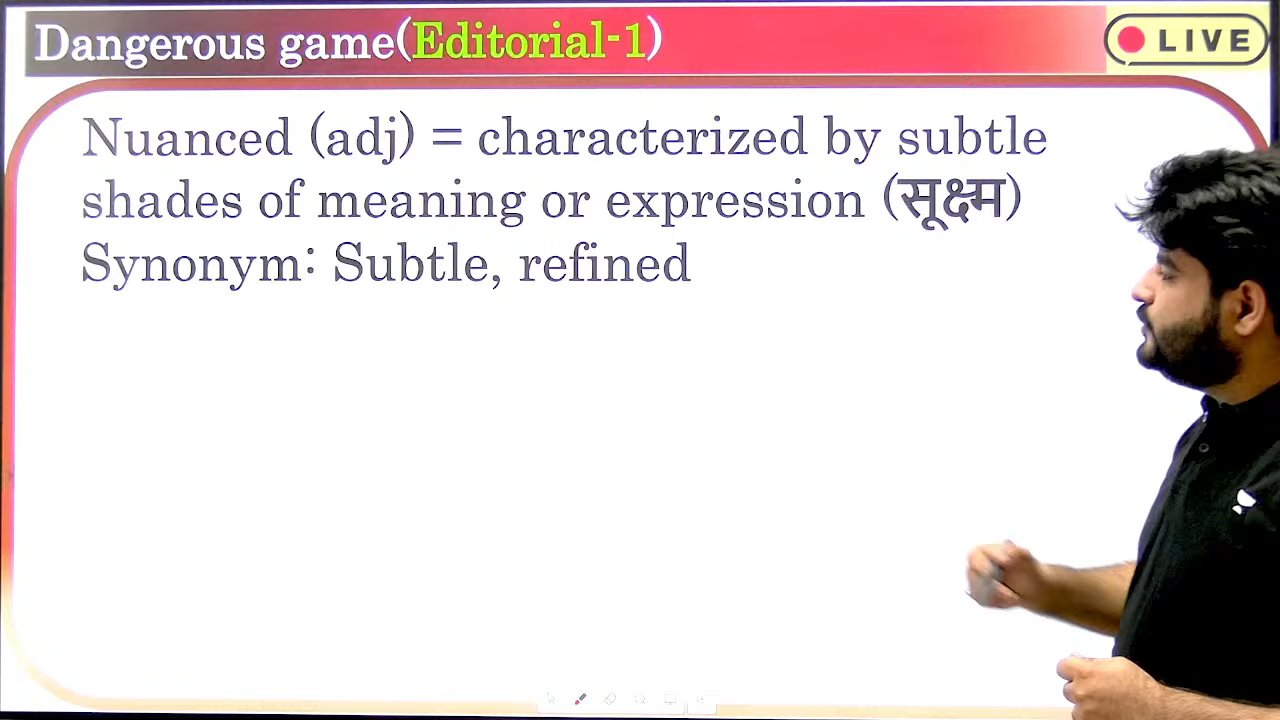 Dangerous game(Editorial-1)
LIVE
Nuanced (adj) = characterized by subtle
shades of meaning or expression (सूक्ष्म)
Synonym: Subtle, refined